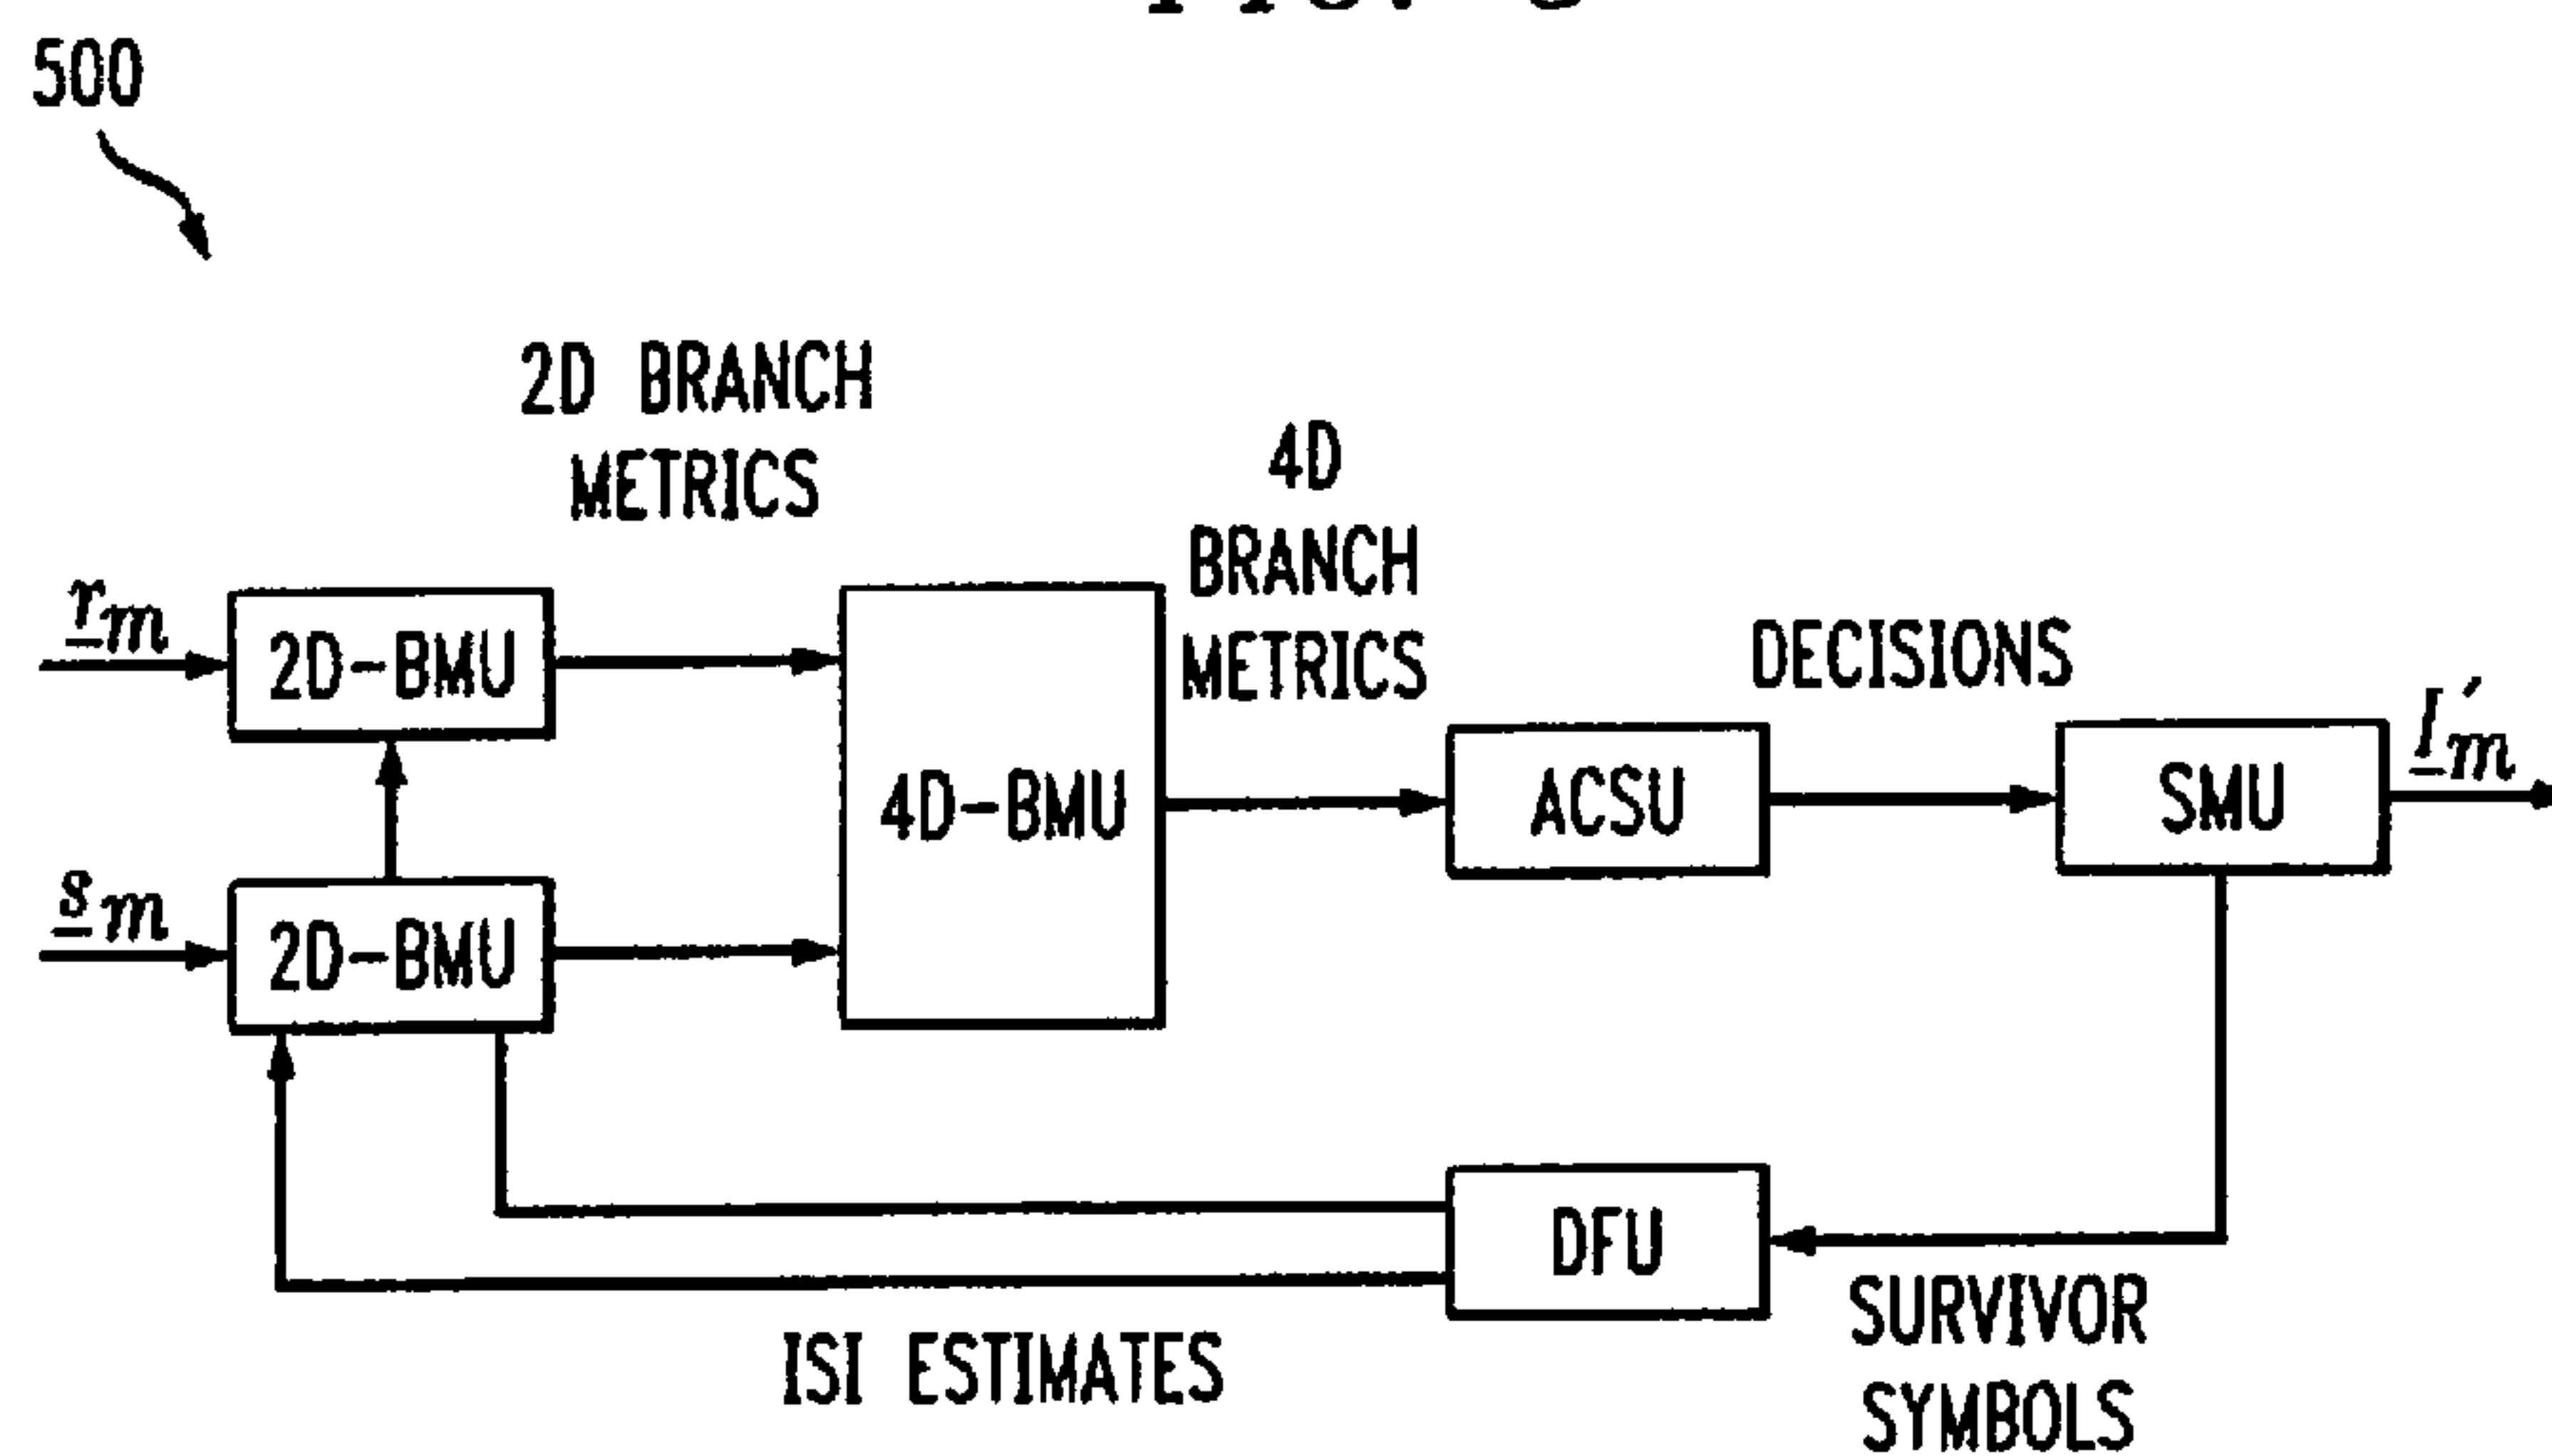 500
2D BRANCH
METRICS
4D
BRANCH
METRICS
DECISIONS
r_m
2D-BMU
s_m
2D-BMU
4D-BMU
ACSU
SMU
I'_m
DFU
ISI ESTIMATES
SURVIVOR
SYMBOLS